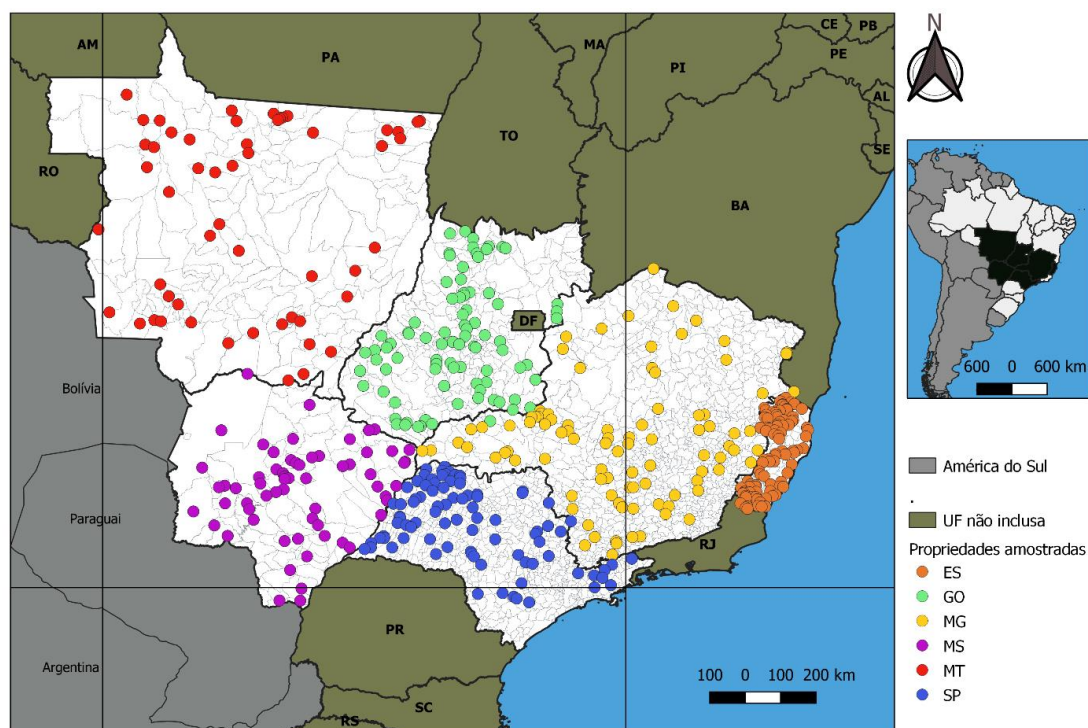 AM
PA
MA
CE
PB
PI
PE
AL
SE
TO
RO
BA
DF
Bolívia
Paraguai
Argentina
RJ
PR
SC
RS
100 0 100 200 km
N
600 0 600 km
América do Sul
.
UF não inclusa
Propriedades amostradas
ES
GO
MG
MS
MT
SP